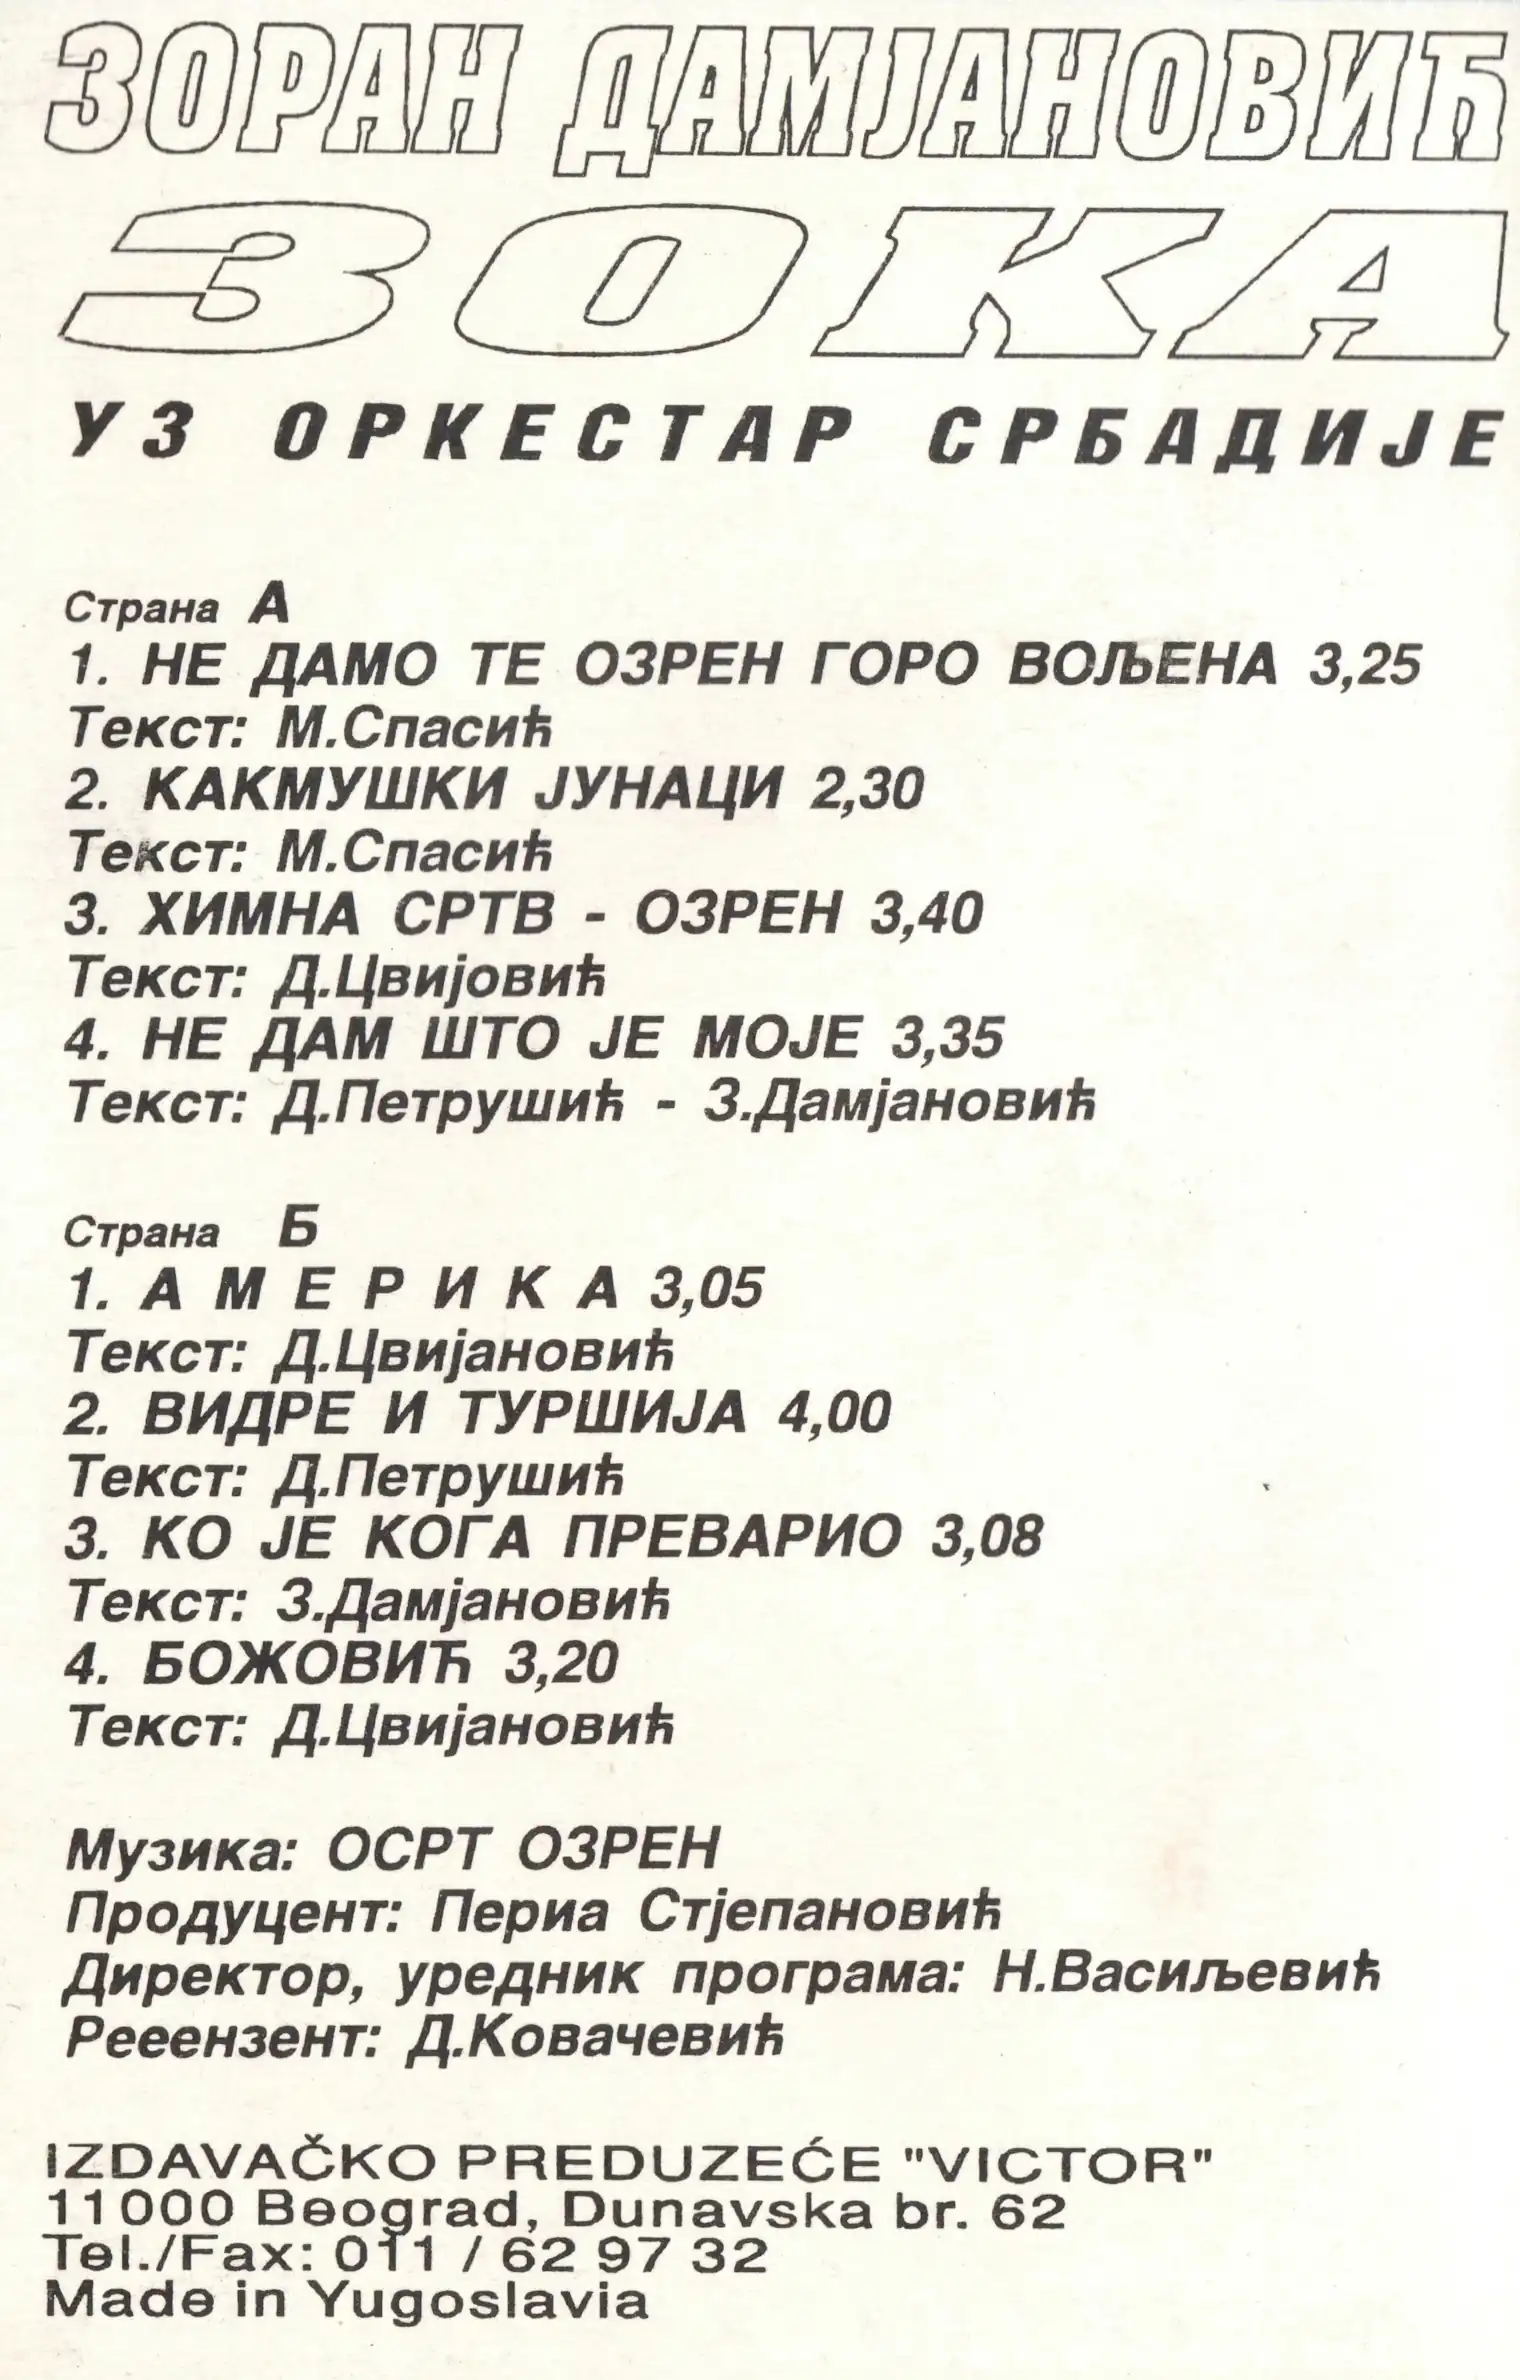 ЗОРАН ДАМЈАНОВИЋ
ЗОКА
УЗ ОРКЕСТАР СРБАДИЈЕ
Страна А
1. НЕ ДАМО ТЕ ОЗРЕН ГОРО ВОЉЕНА 3,25
Текст: М.Спасић
2. КАКМУШКИ ЈУНАЦИ 2,30
Текст: М.Спасић
3. ХИМНА СРТВ - ОЗРЕН 3,40
Текст: Д.Цвијовић
4. НЕ ДАМ ШТО ЈЕ МОЈЕ 3,35
Текст: Д.Петрушић - З.Дамјановић
Страна Б
1. А М Е Р И К А 3,05
Текст: Д.Цвијановић
2. ВИДРЕ И ТУРШИЈА 4,00
Текст: Д.Петрушић
3. КО ЈЕ КОГА ПРЕВАРИО 3,08
Текст: З.Дамјановић
4. БОЖОВИЋ 3,20
Текст: Д.Цвијановић
Музика: ОСРТ ОЗРЕН
Продуцент: Периа Стјепановић
Директор, уредник програма: Н.Васиљевић
Рееензент: Д.Ковачевић
IZDAVAČKO PREDUZEĆE "VICTOR"
11000 Beograd, Dunavska br. 62
Tel./Fax: 011 / 62 97 32
Made in Yugoslavia